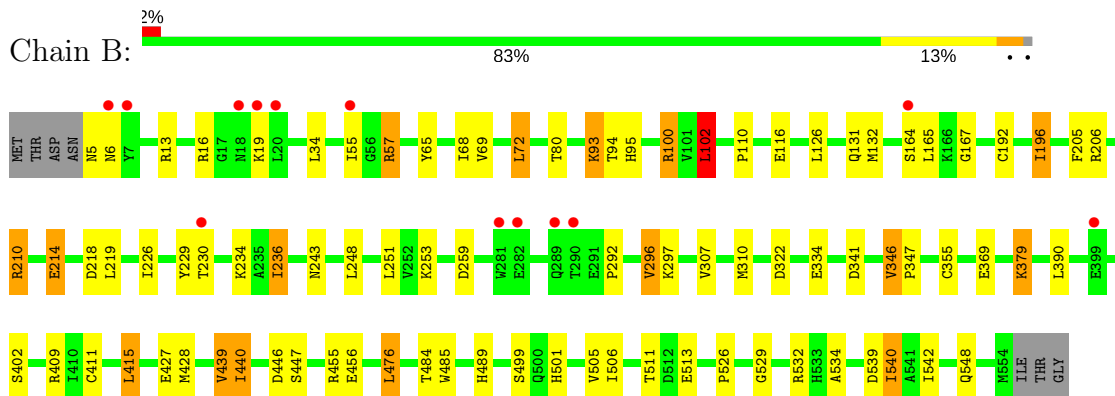 2%
Chain B:
83% 13% • •
MET THR ASP ASN N5 N6 Y7 R13 R16 G17 N18 K19 L20 L34 I55 G56 R57 Y65 I68 V69 L72 T80 K93 T94 H95 R100 V101 L102 P110 E116 L126 Q131 M132 S164 L165 K166 G167 C192 I196 F205 R206
R210 E214 D218 L219 I226 Y229 T230 K234 A235 I236 N243 L248 L251 V252 K253 D259 W281 E282 Q289 T290 E291 P292 V296 K297 V307 M310 D322 E334 D341 V346 P347 C355 E369 K379 L390 E399
S402 R409 I410 C411 L415 E427 M428 V439 I440 D446 S447 R455 E456 L476 T484 W485 H489 S499 Q500 H501 V505 I506 T511 D512 E513 P526 G529 R532 H533 A534 D539 I540 A541 I542 Q548 M554 ILE THR GLY